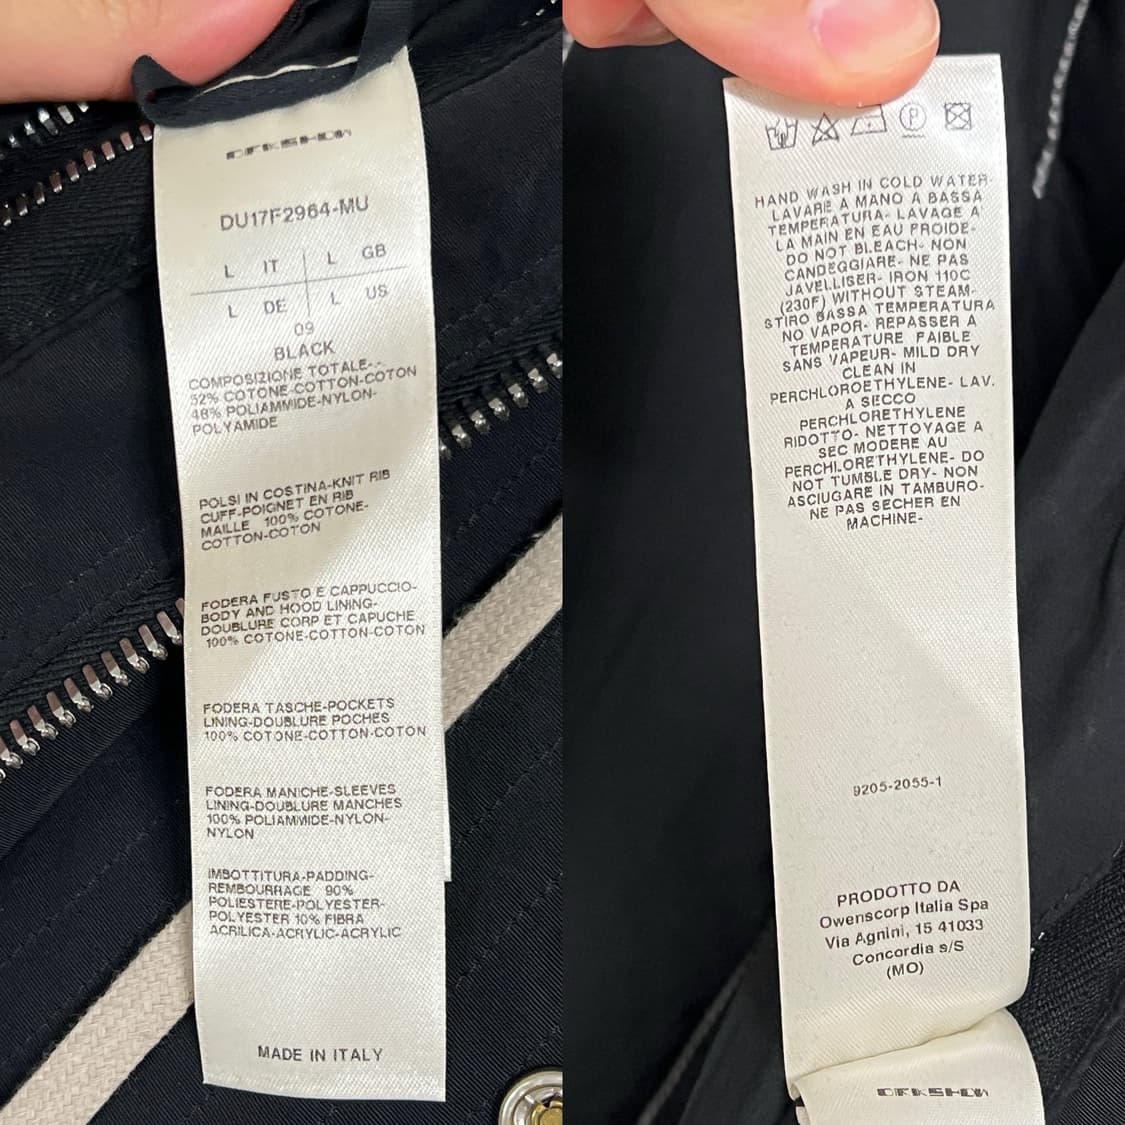 DRKSHDW
DU17F2964-MU
L IT L GB
L DE L US
09
BLACK
COMPOSIZIONE TOTALE--
52% COTONE-COTTON-COTON
48% POLIAMMIDE-NYLON-
POLYAMIDE
POLSI IN COSTINA-KNIT RIB
CUFF-POIGNET EN RIB
MAILLE 100% COTONE-
COTTON-COTON
FODERA FUSTO E CAPPUCCIO-
BODY AND HOOD LINING-
DOUBLURE CORP ET CAPUCHE
100% COTONE-COTTON-COTON
FODERA TASCHE-POCKETS
LINING-DOUBLURE POCHES
100% COTONE-COTTON-COTON
FODERA MANICHE-SLEEVES
LINING-DOUBLURE MANCHES
100% POLIAMMIDE-NYLON-
NYLON
IMBOTTITURA-PADDING-
REMBOURRAGE 90%
POLIESTERE-POLYESTER-
POLYESTER 10% FIBRA
ACRILICA-ACRYLIC-ACRYLIC
MADE IN ITALY
P
HAND WASH IN COLD WATER-
LAVARE A MANO A BASSA
TEMPERATURA- LAVAGE A
LA MAIN EN EAU FROIDE-
DO NOT BLEACH- NON
CANDEGGIARE- NE PAS
JAVELLISER- IRON 110C
(230F) WITHOUT STEAM-
STIRO BASSA TEMPERATURA
NO VAPOR- REPASSER A
TEMPERATURE FAIBLE
SANS VAPEUR- MILD DRY
CLEAN IN
PERCHLOROETHYLENE- LAV.
A SECCO
PERCHLORETHYLENE
RIDOTTO- NETTOYAGE A
SEC MODERE AU
PERCHLORETHYLENE- DO
NOT TUMBLE DRY- NON
ASCIUGARE IN TAMBURO-
NE PAS SECHER EN
MACHINE-
9205-2055-1
PRODOTTO DA
Owenscorp Italia Spa
Via Agnini, 15 41033
Concordia s/S
(MO)
DRKSHDW